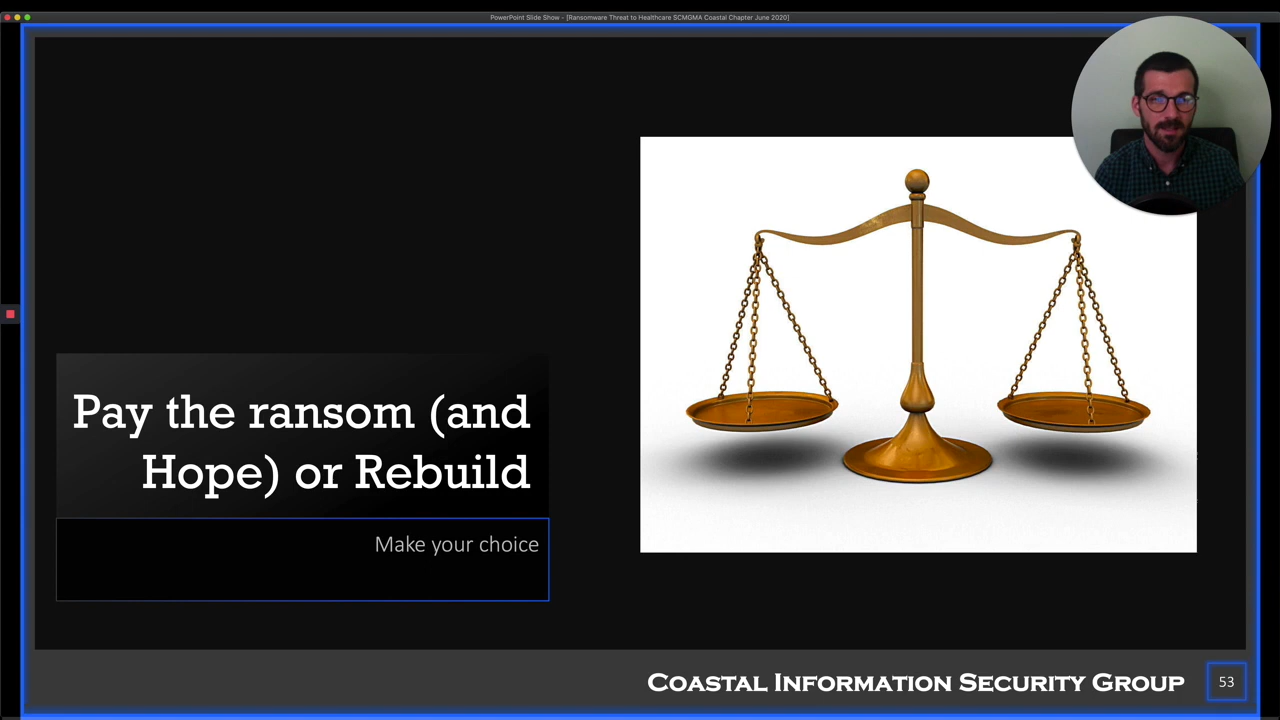 PowerPoint Slide Show - [Ransomware Threat to Healthcare SCMGMA Coastal Chapter June 2020]
Pay the ransom (and
Hope) or Rebuild
Make your choice
Coastal Information Security Group
53